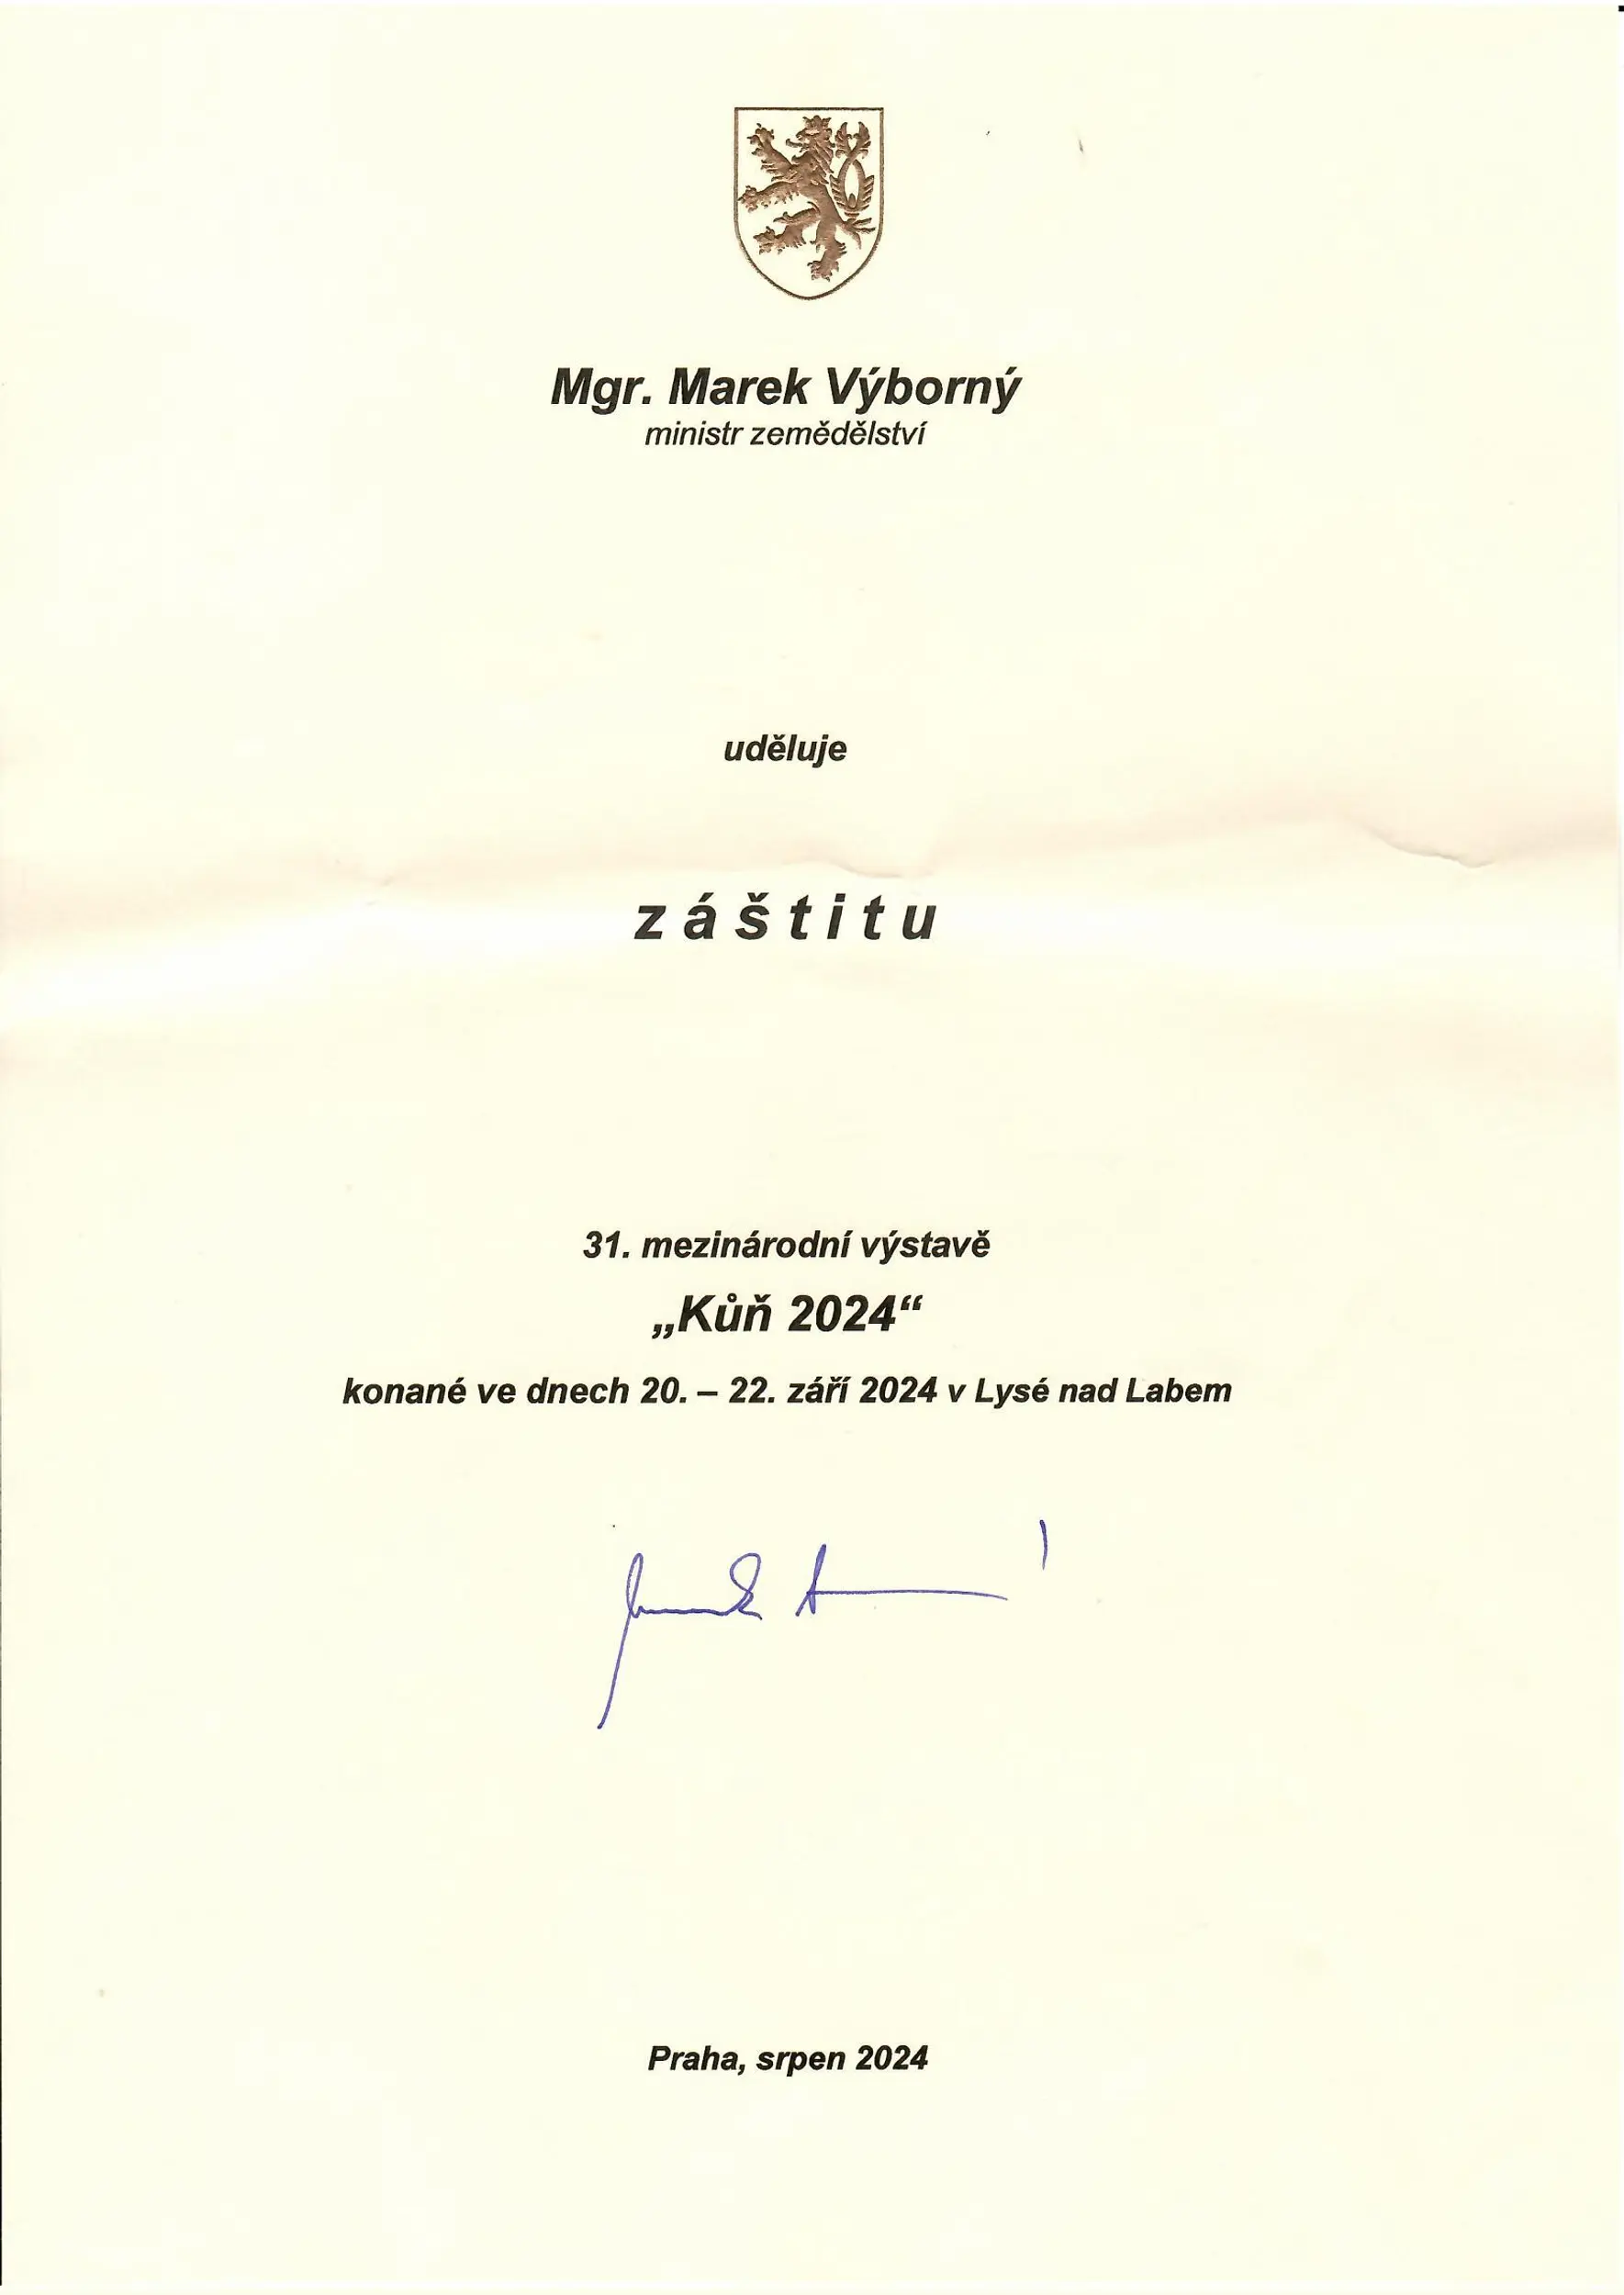 Mgr. Marek Výborný
ministr zemědělství
uděluje
záštitu
31. mezinárodní výstavě
„Kůň 2024“
konané ve dnech 20. – 22. září 2024 v Lysé nad Labem
Praha, srpen 2024